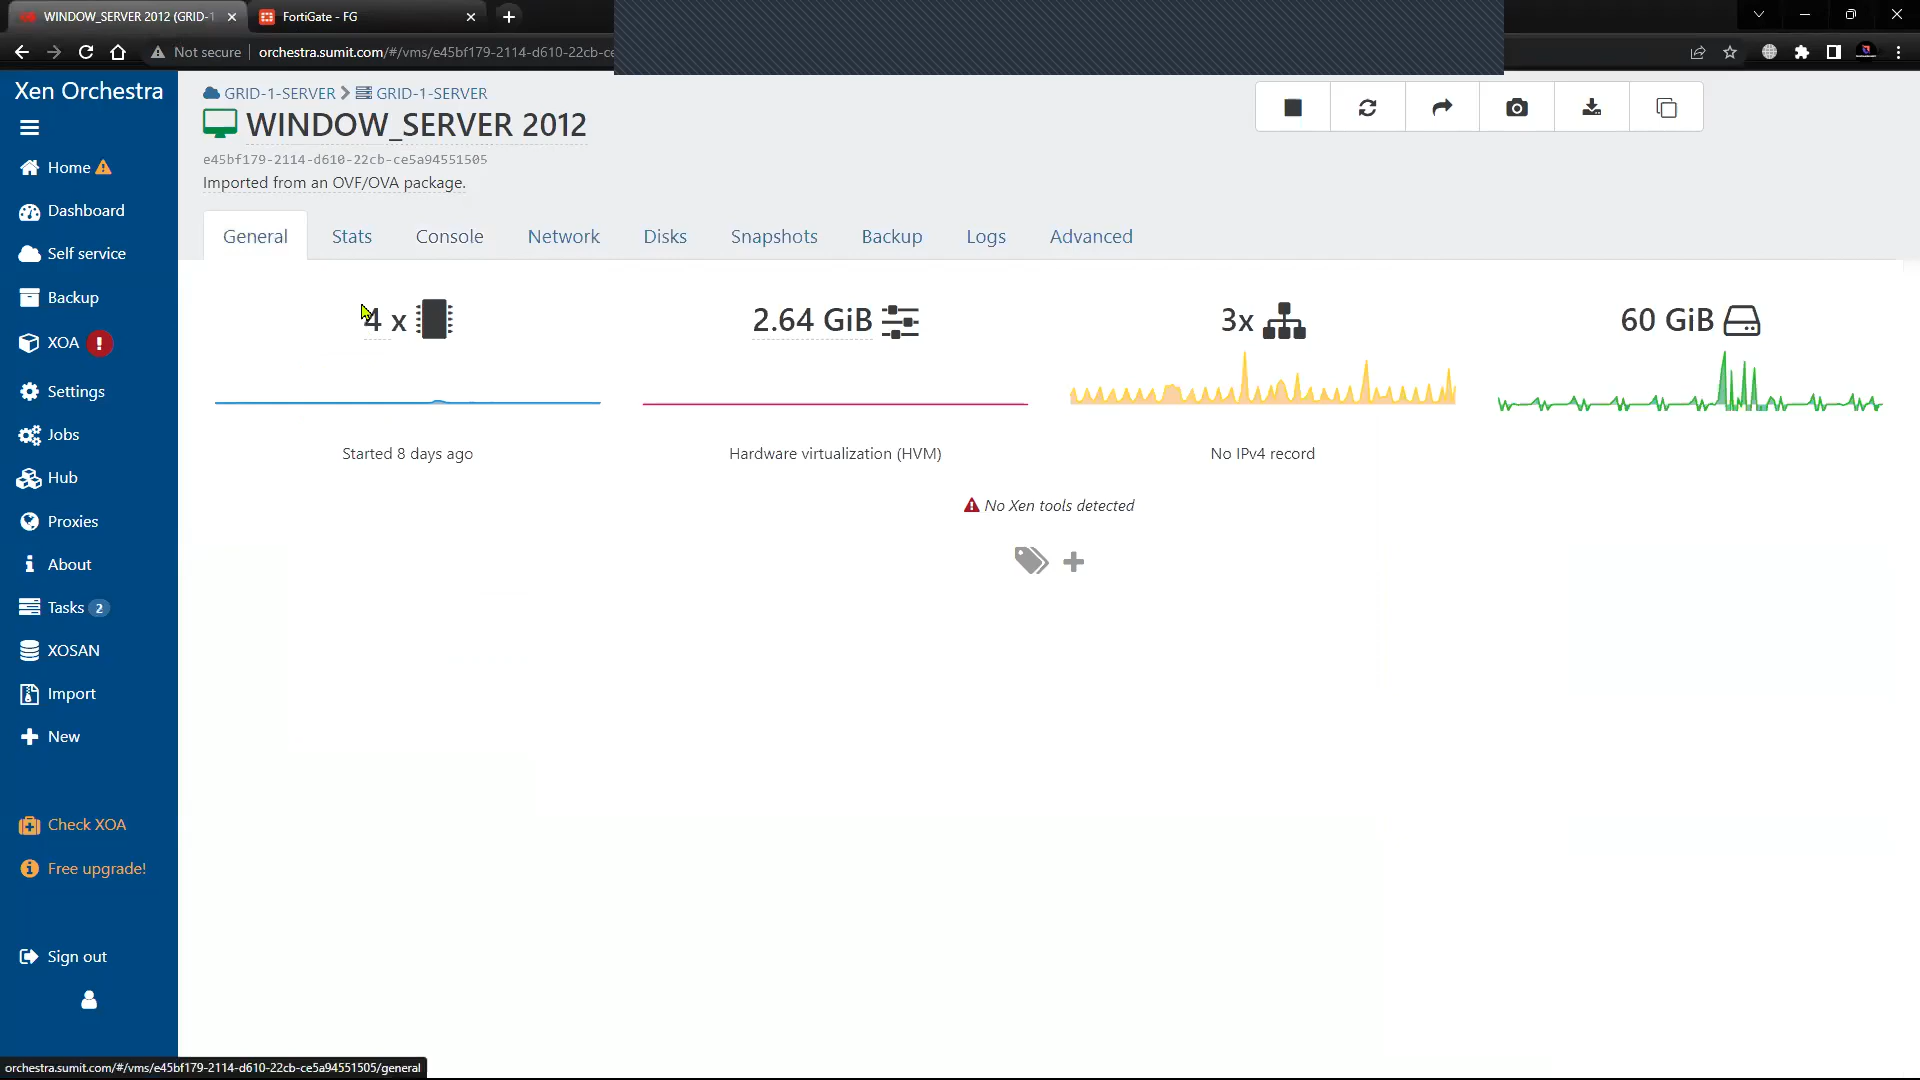 WINDOW_SERVER 2012 (GRID-1
FortiGate - FG
Not secure
orchestra.sumit.com/#/vms/e45bf179-2114-d610-22cb-ce
Xen Orchestra
Home
Dashboard
Self service
Backup
XOA
Settings
Jobs
Hub
Proxies
About
Tasks 2
XOSAN
Import
New
Check XOA
Free upgrade!
Sign out
GRID-1-SERVER GRID-1-SERVER
WINDOW_SERVER 2012
e45bf179-2114-d610-22cb-ce5a94551505
Imported from an OVF/OVA package.
General Stats Console Network Disks Snapshots Backup Logs Advanced
4 x 2.64 GiB 3x 60 GiB
Started 8 days ago Hardware virtualization (HVM) No IPv4 record
No Xen tools detected
orchestra.sumit.com/#/vms/e45bf179-2114-d610-22cb-ce5a94551505/general